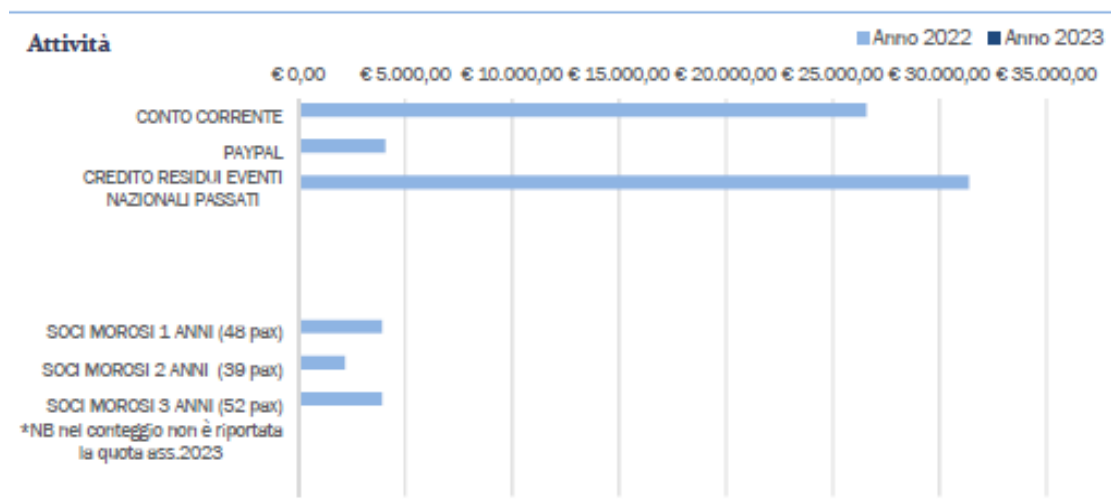 Attività
Anno 2022 Anno 2023
€ 0,00 € 5.000,00 € 10.000,00 € 15.000,00 € 20.000,00 € 25.000,00 € 30.000,00 € 35.000,00
CONTO CORRENTE
PAYPAL
CREDITO RESIDUI EVENTI
NAZIONALI PASSATI
SOCI MOROSI 1 ANNI (48 pax)
SOCI MOROSI 2 ANNI (39 pax)
SOCI MOROSI 3 ANNI (52 pax)
*NB nel conteggio non è riportata
la quota ass.2023